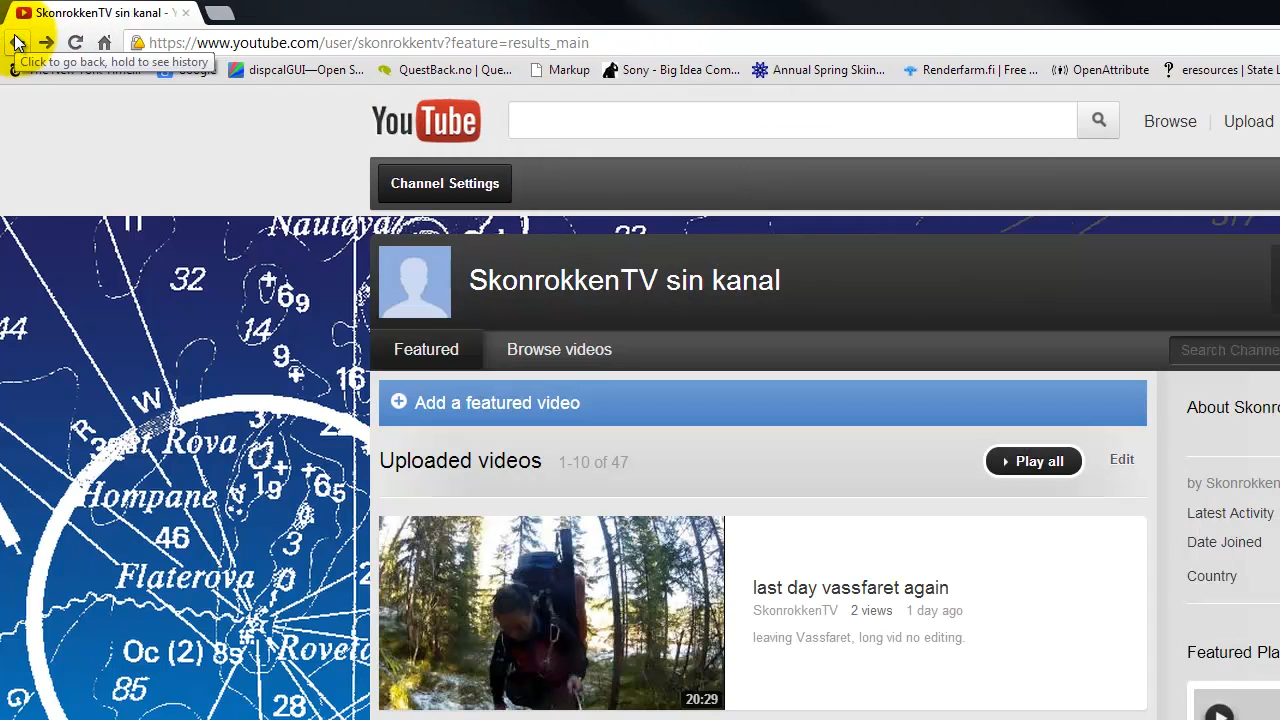 SkonrokkenTV sin kanal - Y
https://www.youtube.com/user/skonrokkentv?feature=results_main
Click to go back, hold to see history
dispcalGUI—Open S...
QuestBack.no | Que...
Markup
Sony - Big Idea Grou...
Annual Spring Skiin...
Renderfarm.fi | Free ...
OpenAttribute
eresources | State L
YouTube
Browse
Upload
Channel Settings
Nautøya
32
6
9
44
14
9
16
SkonrokkenTV sin kanal
Featured
Browse videos
Search Channe
Add a featured video
Uploaded videos
1-10 of 47
Play all
Edit
About Skonro
R
W
Rova
19
65
Hompane
46
3
Flaterova
Oc (2) 8s
85
28
last day vassfaret again
SkonrokkenTV 2 views 1 day ago
leaving Vassfaret, long vid no editing.
20:29
by Skonrokken
Latest Activity
Date Joined
Country
Featured Pla